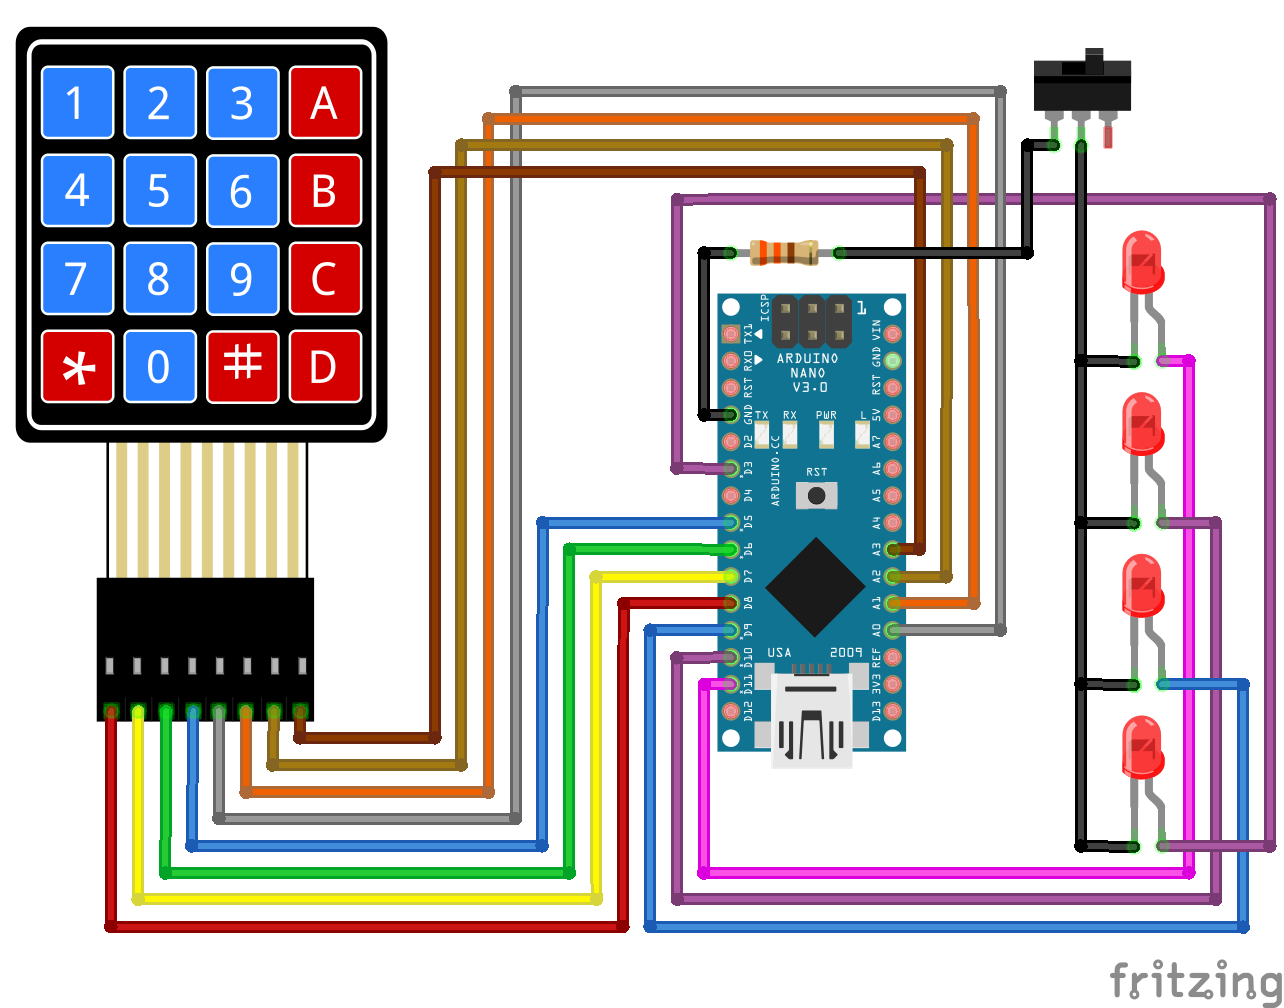 1 2 3 A
4 5 6 B
7 8 9 C
* 0 # D
ICSP
1
TX1
RX0
RST
GND
D2
D3
D4
D5
D6
D7
D8
D9
D10
D11
D12
VIN
GND
RST
5V
A7
A6
A5
A4
A3
A2
A1
A0
REF
3V3
D13
ARDUINO
NANO
V3.0
TX RX PWR L
ARDUINO.CC
RST
USA 2009
fritzing